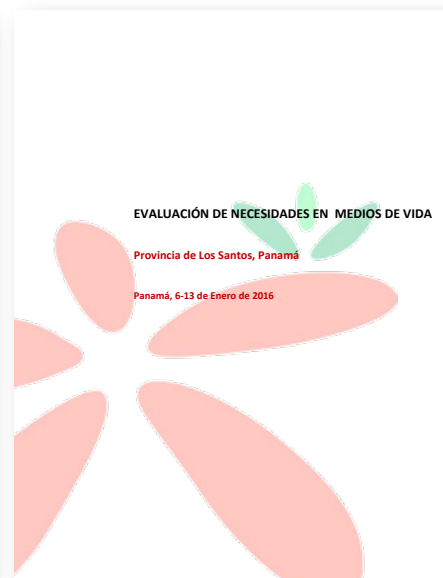 EVALUACIÓN DE NECESIDADES EN MEDIOS DE VIDA
Provincia de Los Santos, Panamá
Panamá, 6-13 de Enero de 2016